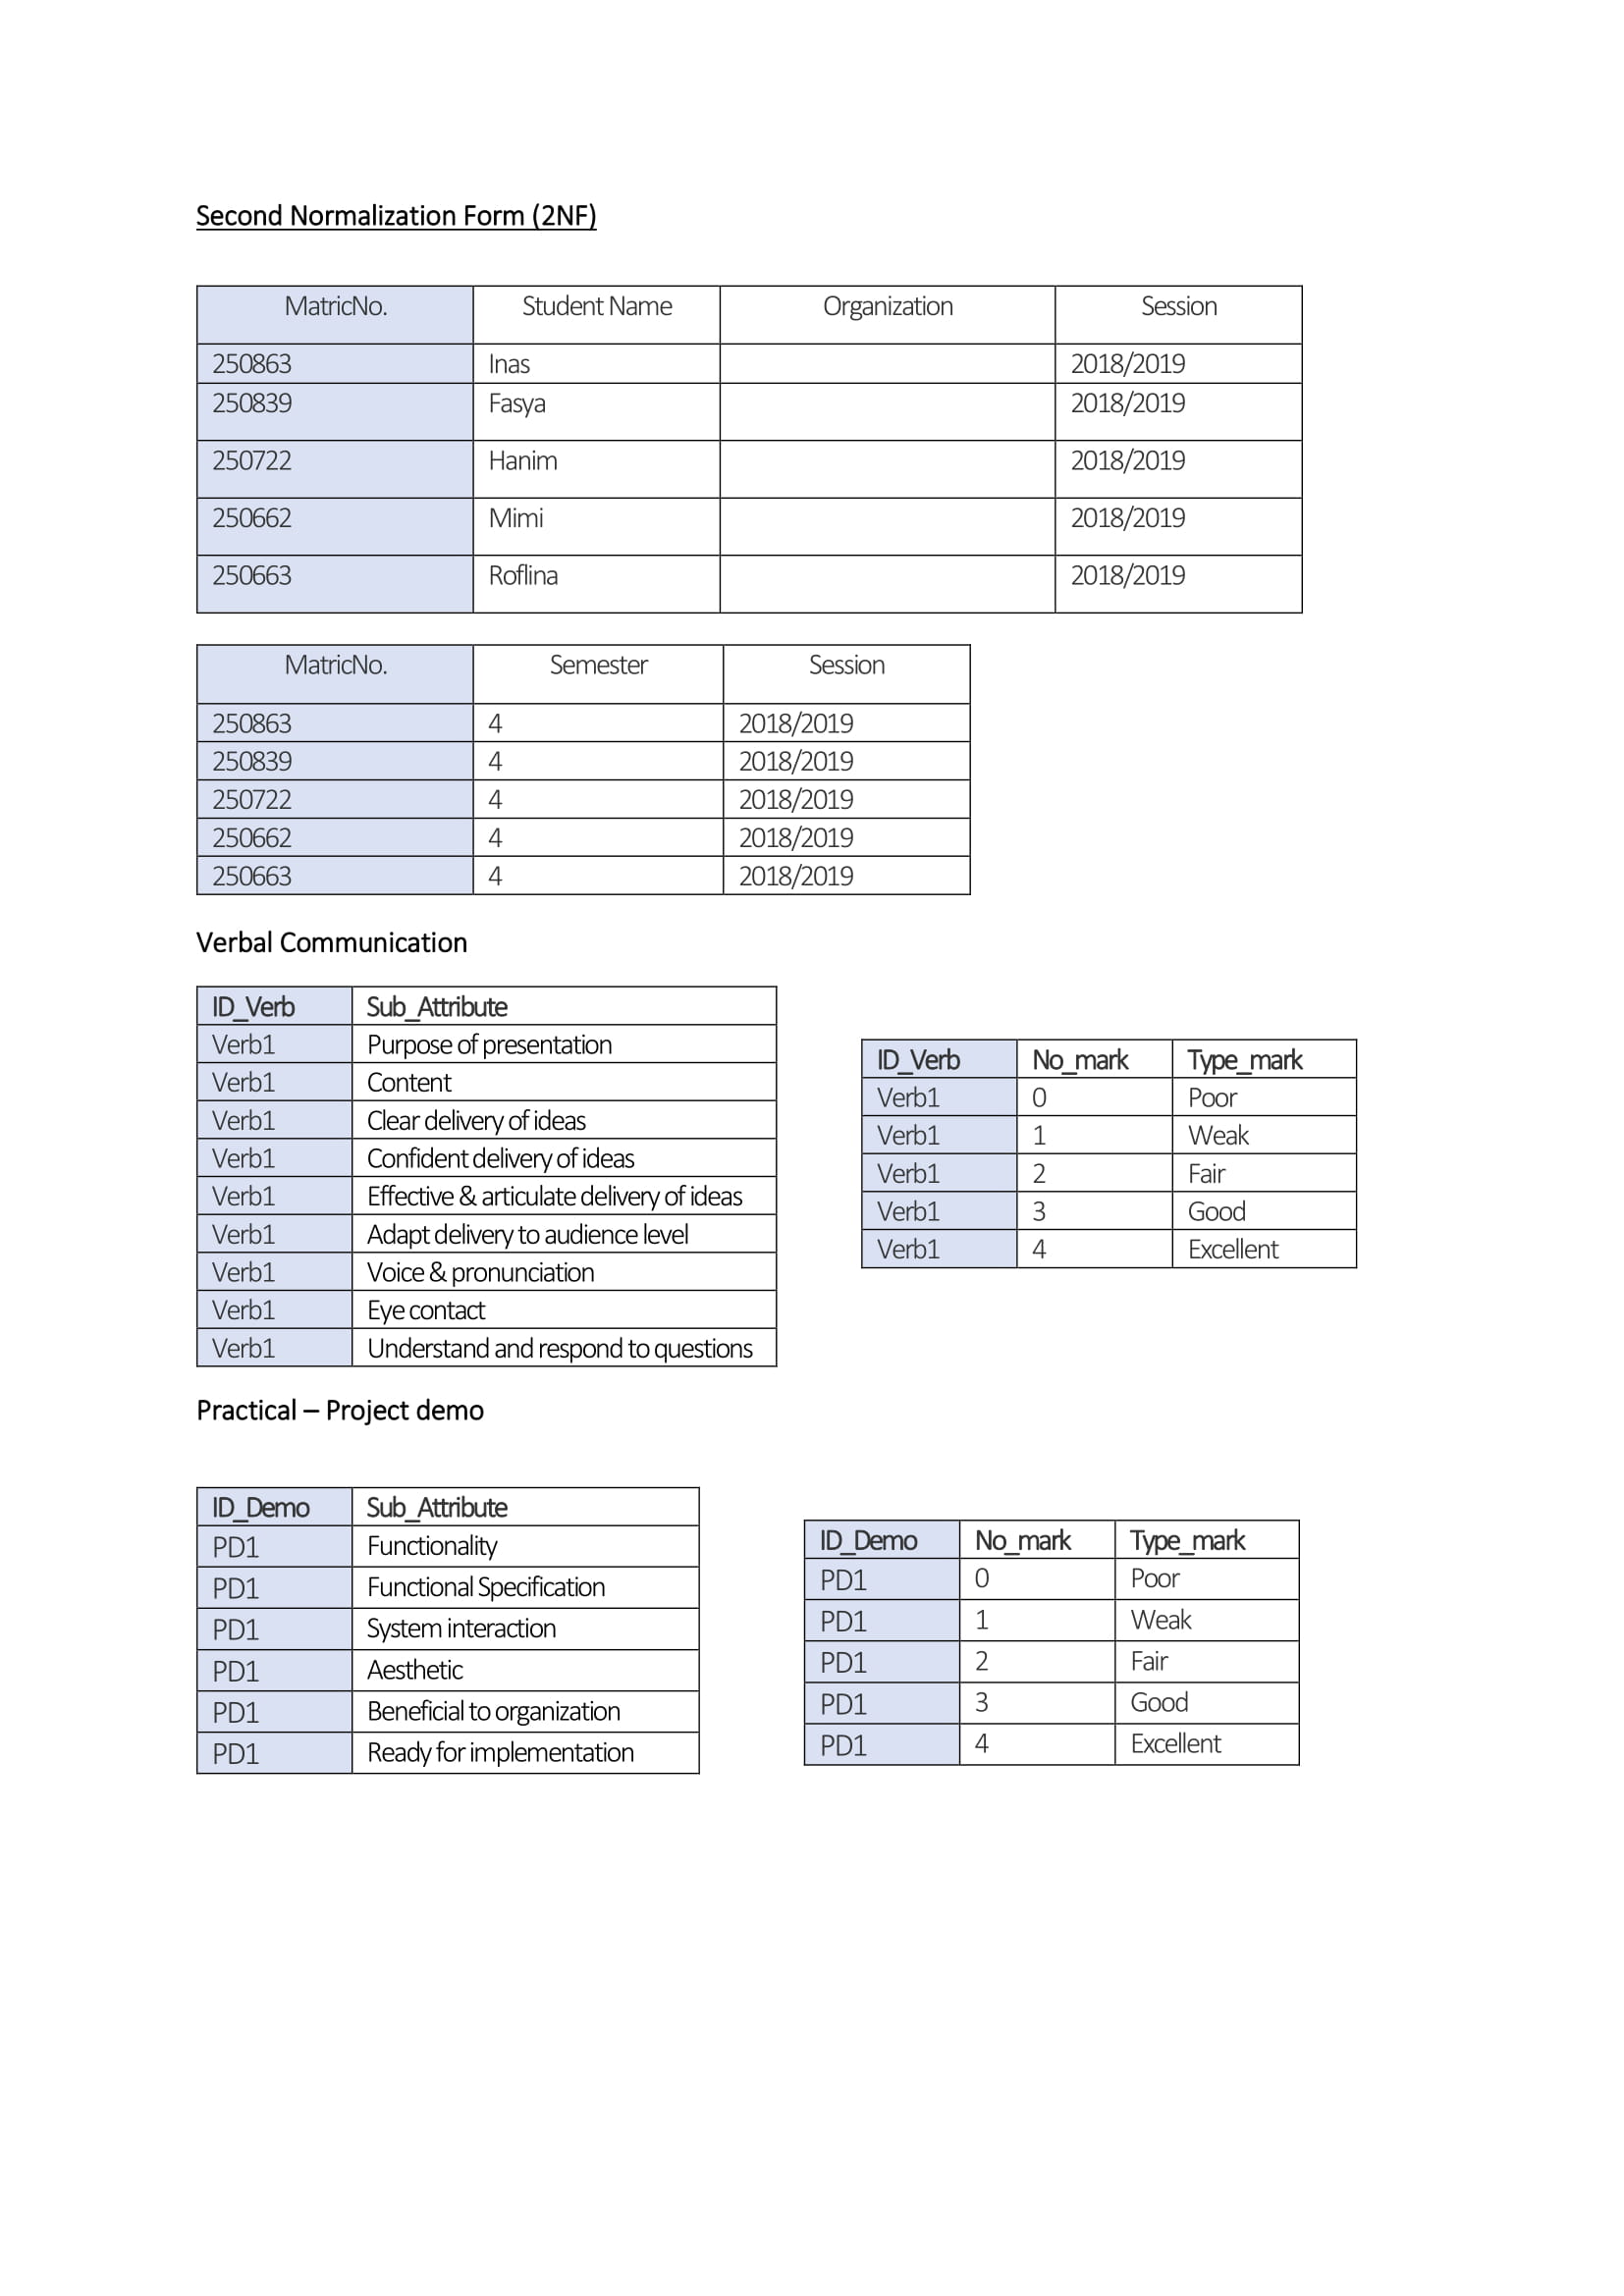 Second Normalization Form (2NF)
MatricNo. Student Name Organization Session
250863 Inas 2018/2019
250839 Fasya 2018/2019
250722 Hanim 2018/2019
250662 Mimi 2018/2019
250663 Roflina 2018/2019
MatricNo. Semester Session
250863 4 2018/2019
250839 4 2018/2019
250722 4 2018/2019
250662 4 2018/2019
250663 4 2018/2019
Verbal Communication
ID_Verb Sub_Attribute
Verb1 Purpose of presentation
Verb1 Content
Verb1 Clear delivery of ideas
Verb1 Confident delivery of ideas
Verb1 Effective & articulate delivery of ideas
Verb1 Adapt delivery to audience level
Verb1 Voice & pronunciation
Verb1 Eye contact
Verb1 Understand and respond to questions
ID_Verb No_mark Type_mark
Verb1 0 Poor
Verb1 1 Weak
Verb1 2 Fair
Verb1 3 Good
Verb1 4 Excellent
Practical – Project demo
ID_Demo Sub_Attribute
PD1 Functionality
PD1 Functional Specification
PD1 System interaction
PD1 Aesthetic
PD1 Beneficial to organization
PD1 Ready for implementation
ID_Demo No_mark Type_mark
PD1 0 Poor
PD1 1 Weak
PD1 2 Fair
PD1 3 Good
PD1 4 Excellent